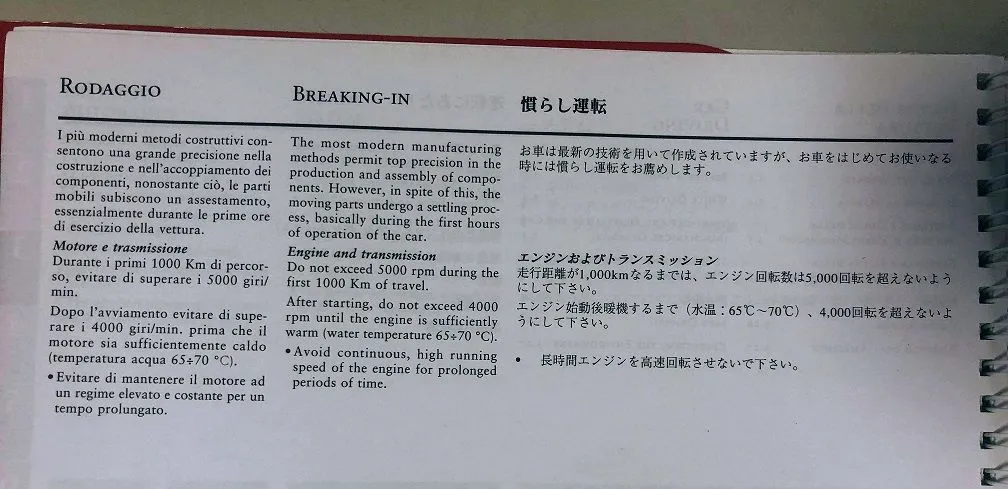 RODAGGIO
I più moderni metodi costruttivi con-
sentono una grande precisione nella
costruzione e nell'accoppiamento dei
componenti, nonostante ciò, le parti
mobili subiscono un assestamento,
essenzialmente durante le prime ore
di esercizio della vettura.
Motore e trasmissione
Durante i primi 1000 Km di percor-
so, evitare di superare i 5000 giri/
min.
Dopo l'avviamento evitare di supe-
rare i 4000 giri/min. prima che il
motore sia sufficientemente caldo
(temperatura acqua 65÷70 °C).
• Evitare di mantenere il motore ad
un regime elevato e costante per un
tempo prolungato.
BREAKING-IN
The most modern manufacturing
methods permit top precision in the
production and assembly of compo-
nents. However, in spite of this, the
moving parts undergo a settling proc-
ess, basically during the first hours
of operation of the car.
Engine and transmission
Do not exceed 5000 rpm during the
first 1000 Km of travel.
After starting, do not exceed 4000
rpm until the engine is sufficiently
warm (water temperature 65÷70 °C).
• Avoid continuous, high running
speed of the engine for prolonged
periods of time.
慣らし運転
お車は最新の技術を用いて作成されていますが、お車をはじめてお使いなる
時には慣らし運転をお薦めします。
エンジンおよびトランスミッション
走行距離が1,000kmなるまでは、エンジン回転数は5,000回転を超えないよう
にして下さい。
エンジン始動後暖機するまで（水温：65℃～70℃）、4,000回転を超えないよ
うにして下さい。
• 長時間エンジンを高速回転させないで下さい。